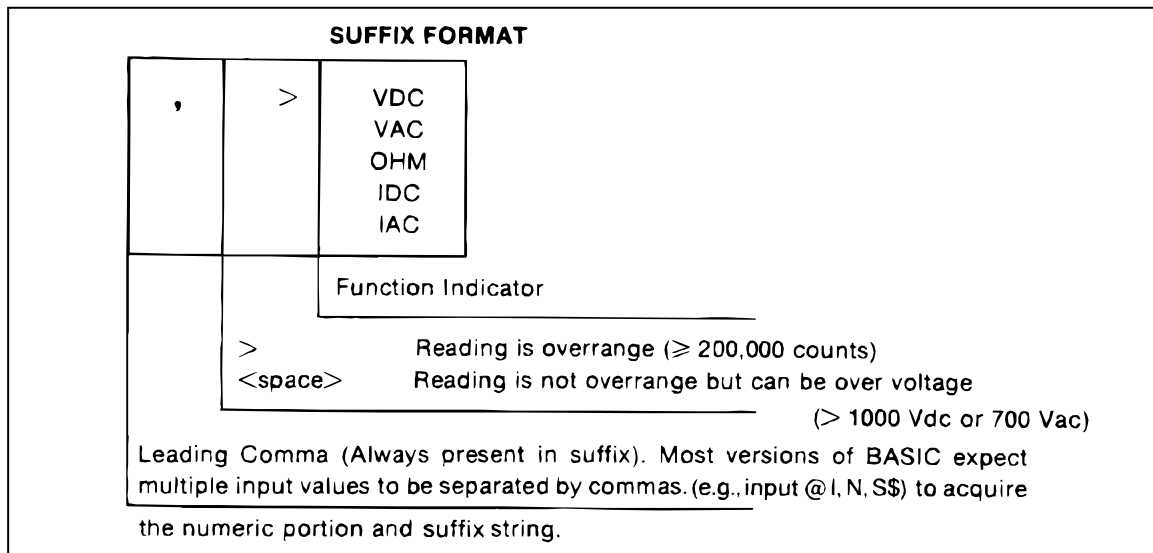 SUFFIX FORMAT
, > VDC
VAC
OHM
IDC
IAC
Function Indicator
> Reading is overrange (⩾ 200,000 counts)
<space> Reading is not overrange but can be over voltage
(> 1000 Vdc or 700 Vac)
Leading Comma (Always present in suffix). Most versions of BASIC expect
multiple input values to be separated by commas. (e.g., input @ I, N, S$) to acquire
the numeric portion and suffix string.